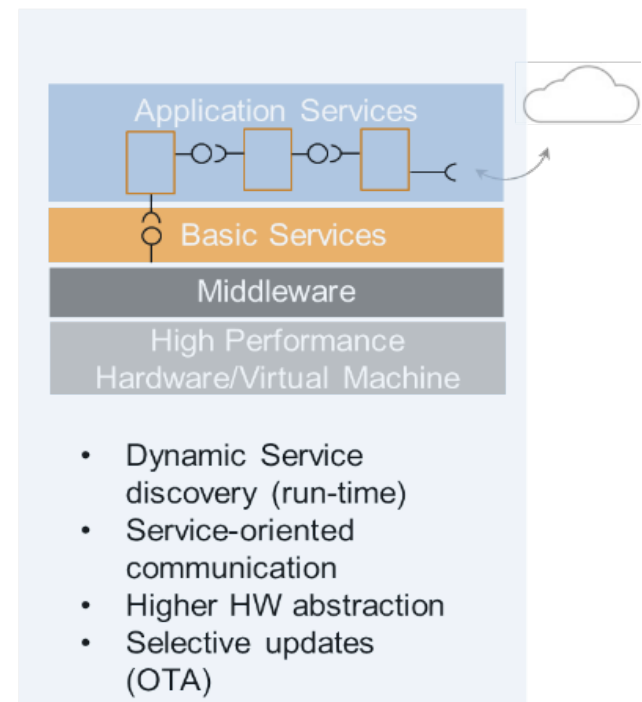 Application Services
Basic Services
Middleware
High Performance
Hardware/Virtual Machine
• Dynamic Service
discovery (run-time)
• Service-oriented
communication
• Higher HW abstraction
• Selective updates
(OTA)